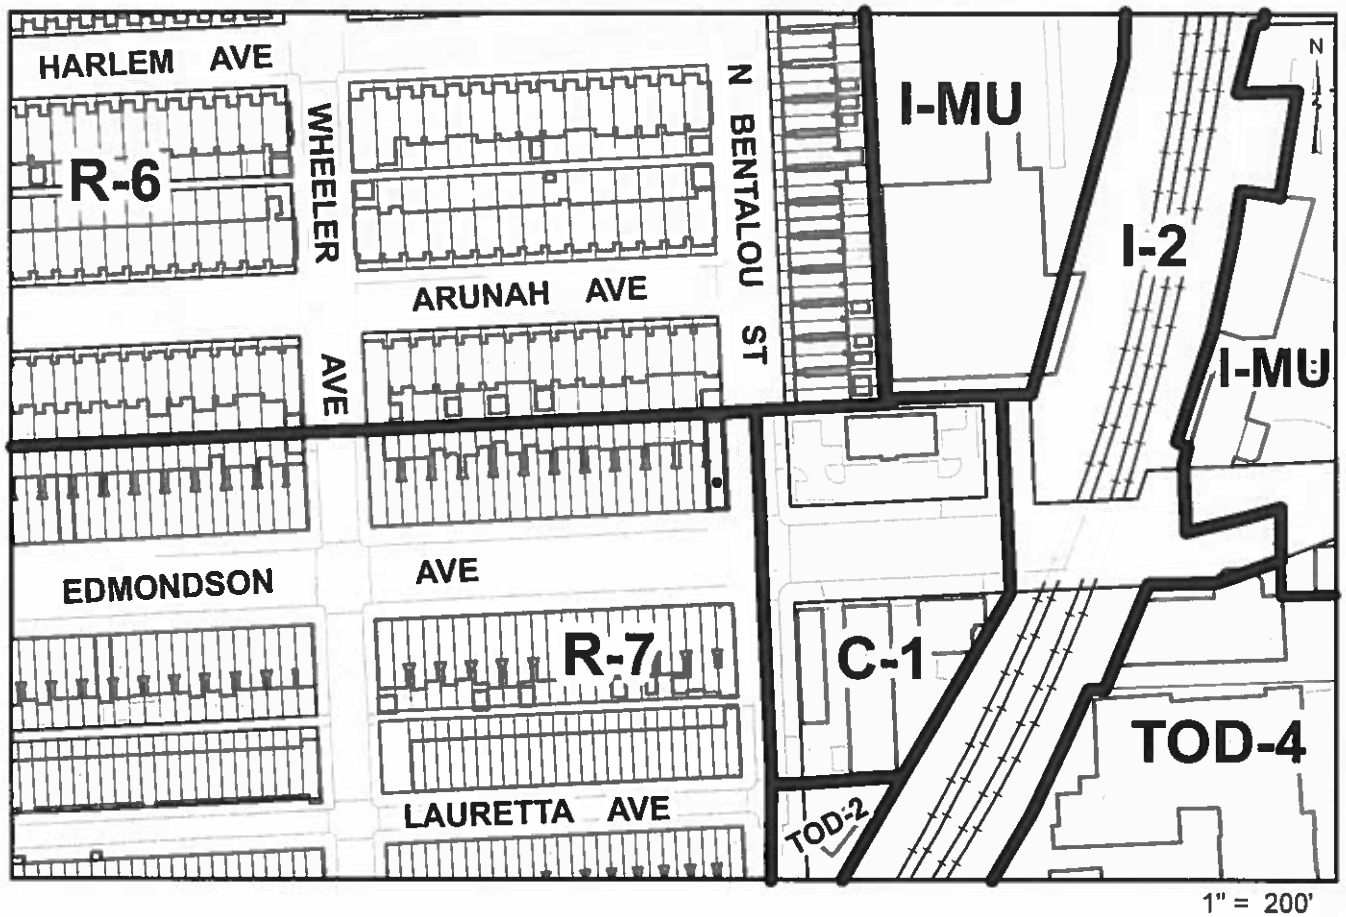 HARLEM AVE
N
I-MU
R-6
WHEELER AVE
N BENTALOU ST
I-2
ARUNAH AVE
I-MU
EDMONDSON AVE
R-7
C-1
TOD-4
LAURETTA AVE
TOD-2
1" = 200'